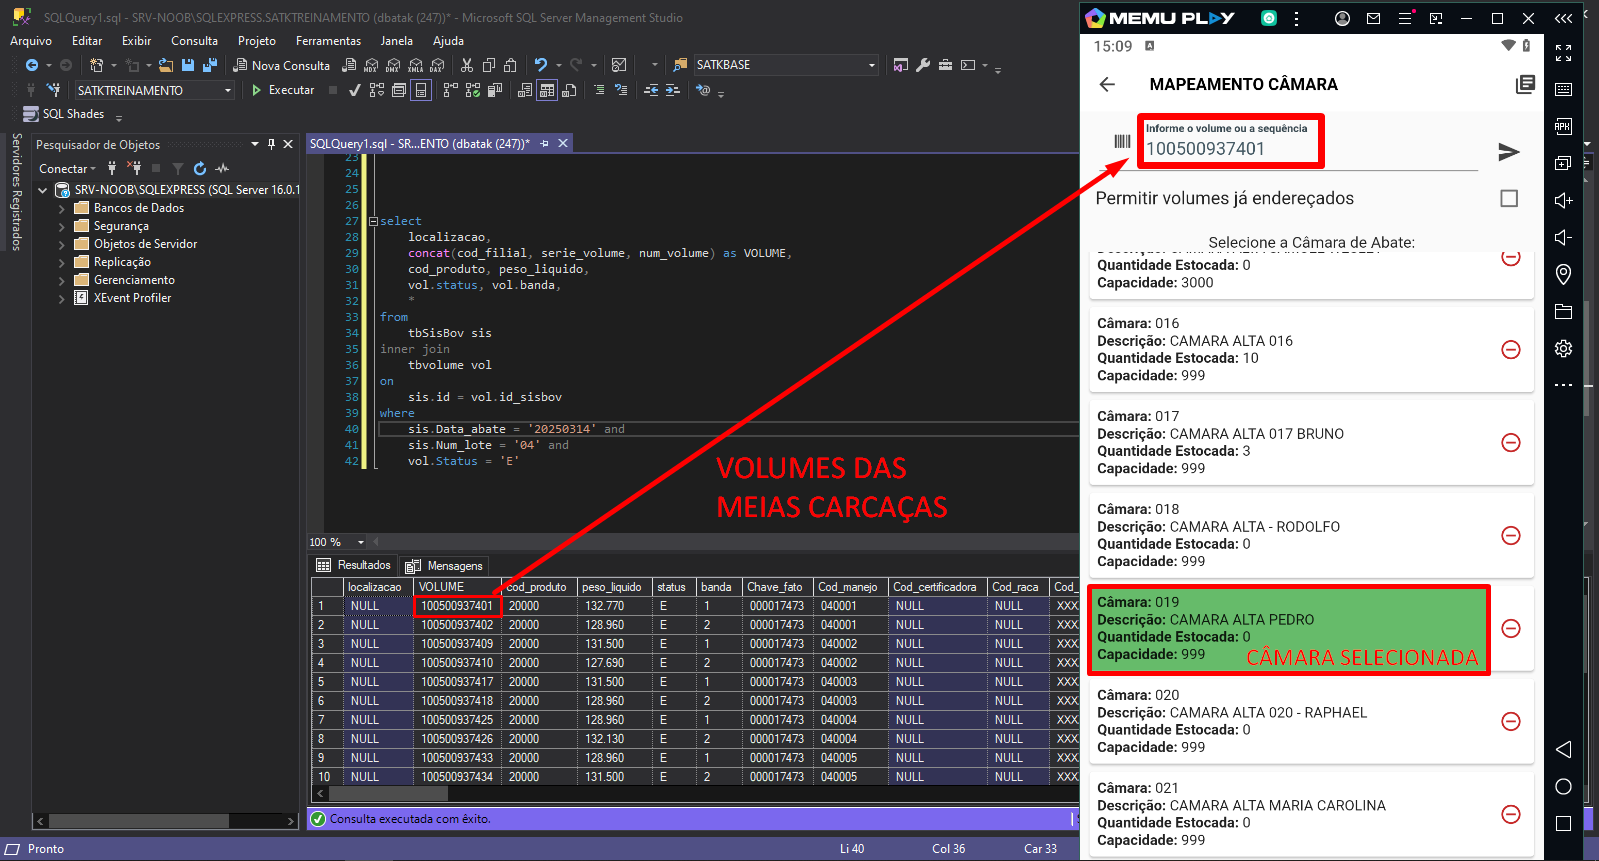 SQLQuery1.sql - SRV-NOOB\SQLEXPRESS.SATKTREINAMENTO (dbatak (247))* - Microsoft SQL Server Management Studio
Arquivo Editar Exibir Consulta Projeto Ferramentas Janela Ajuda
Nova Consulta MDX DMX XMLA DAX SATKBASE
SATKTREINAMENTO Executar
SQL Shades
Servidores Registrados
Pesquisador de Objetos
Conectar
SRV-NOOB\SQLEXPRESS (SQL Server 16.0.1
Bancos de Dados
Segurança
Objetos de Servidor
Replicação
Gerenciamento
XEvent Profiler
SQLQuery1.sql - SR...ENTO (dbatak (247))*
23
24
25
26
27 select
28 localizacao,
29 concat(cod_filial, serie_volume, num_volume) as VOLUME,
30 cod_produto, peso_liquido,
31 vol.status, vol.banda,
32 *
33 from
34 tbSisBov sis
35 inner join
36 tbvolume vol
37 on
38 sis.id = vol.id_sisbov
39 where
40 sis.Data_abate = '20250314' and
41 sis.Num_lote = '04' and
42 vol.Status = 'E'
VOLUMES DAS
MEIAS CARCAÇAS
100 %
Resultados Mensagens
localizacao VOLUME cod_produto peso_liquido status banda Chave_fato Cod_manejo Cod_certificadora Cod_raca Cod_
1 NULL 100500937401 20000 132.770 E 1 000017473 040001 NULL NULL XXX
2 NULL 100500937402 20000 128.960 E 2 000017473 040001 NULL NULL XXX
3 NULL 100500937409 20000 131.500 E 1 000017473 040002 NULL NULL XXX
4 NULL 100500937410 20000 127.690 E 2 000017473 040002 NULL NULL XXX
5 NULL 100500937417 20000 131.500 E 1 000017473 040003 NULL NULL XXX
6 NULL 100500937418 20000 128.960 E 2 000017473 040003 NULL NULL XXX
7 NULL 100500937425 20000 128.960 E 1 000017473 040004 NULL NULL XXX
8 NULL 100500937426 20000 132.130 E 2 000017473 040004 NULL NULL XXX
9 NULL 100500937433 20000 128.960 E 1 000017473 040005 NULL NULL XXX
10 NULL 100500937434 20000 131.500 E 2 000017473 040005 NULL NULL XXX
Consulta executada com êxito.
Pronto Li 40 Col 36 Car 33
MEMU PLAY
15:09 A
MAPEAMENTO CÂMARA
Informe o volume ou a sequência
100500937401
Permitir volumes já endereçados
Selecione a Câmara de Abate:
Quantidade Estocada: 0
Capacidade: 3000
Câmara: 016
Descrição: CAMARA ALTA 016
Quantidade Estocada: 10
Capacidade: 999
Câmara: 017
Descrição: CAMARA ALTA 017 BRUNO
Quantidade Estocada: 3
Capacidade: 999
Câmara: 018
Descrição: CAMARA ALTA - RODOLFO
Quantidade Estocada: 0
Capacidade: 999
Câmara: 019
Descrição: CAMARA ALTA PEDRO
Quantidade Estocada: 0
Capacidade: 999
CÂMARA SELECIONADA
Câmara: 020
Descrição: CAMARA ALTA 020 - RAPHAEL
Quantidade Estocada: 0
Capacidade: 999
Câmara: 021
Descrição: CAMARA ALTA MARIA CAROLINA
Quantidade Estocada: 0
Capacidade: 999
APK